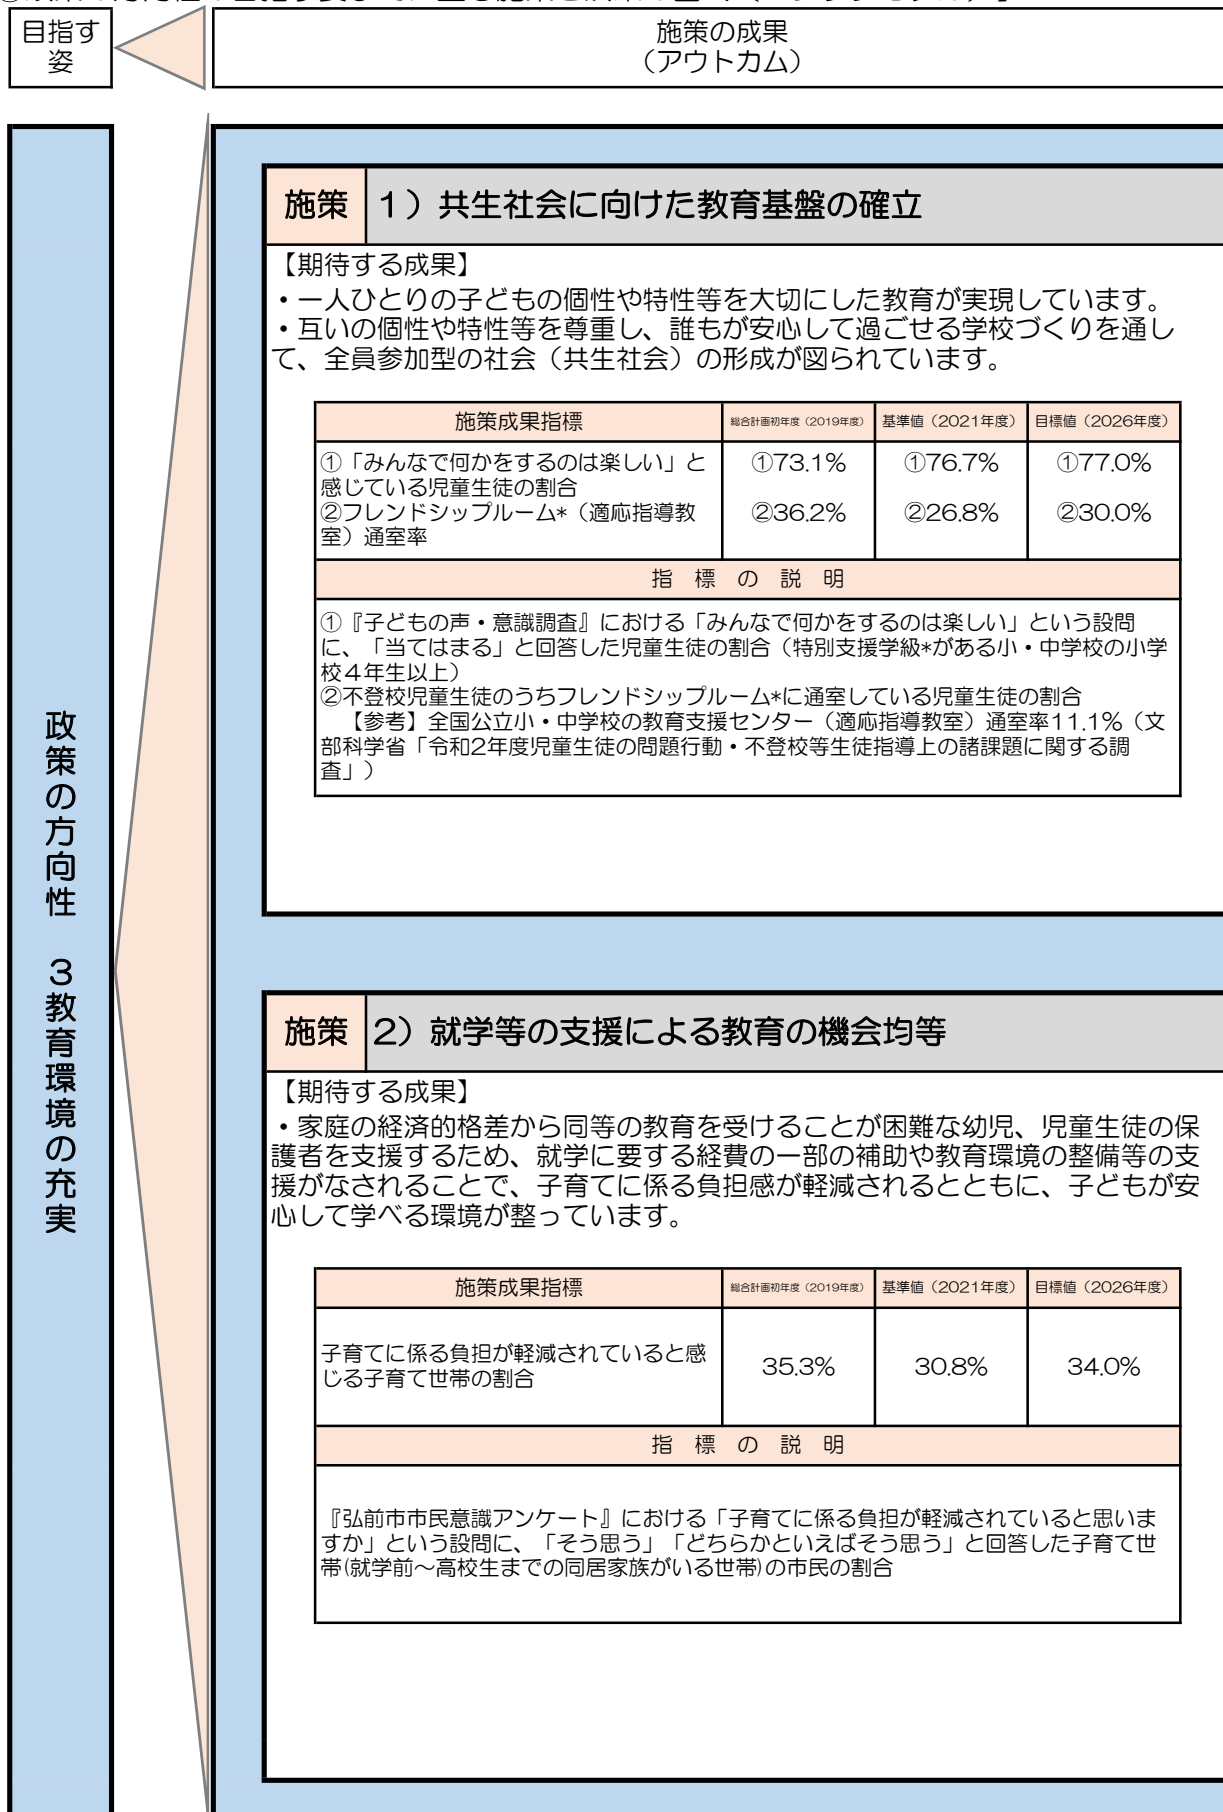 目指す
姿
施策の成果
（アウトカム）
政策の方向性　３教育環境の充実
施策
１）共生社会に向けた教育基盤の確立
【期待する成果】
・一人ひとりの子どもの個性や特性等を大切にした教育が実現しています。
・互いの個性や特性等を尊重し、誰もが安心して過ごせる学校づくりを通し
て、全員参加型の社会（共生社会）の形成が図られています。
施策成果指標
総合計画初年度（2019年度）
基準値（2021年度）
目標値（2026年度）
①「みんなで何かをするのは楽しい」と
感じている児童生徒の割合
①73.1%
①76.7%
①77.0%
②フレンドシップルーム*（適応指導教
室）通室率
②36.2%
②26.8%
②30.0%
指　標　の　説　明
①『子どもの声・意識調査』における「みんなで何かをするのは楽しい」という設問
に、「当てはまる」と回答した児童生徒の割合（特別支援学級*がある小・中学校の小学
校４年生以上）
②不登校児童生徒のうちフレンドシップルーム*に通室している児童生徒の割合
【参考】全国公立小・中学校の教育支援センター（適応指導教室）通室率11.1%（文
部科学省「令和2年度児童生徒の問題行動・不登校等生徒指導上の諸課題に関する調
査」）
施策
2）就学等の支援による教育の機会均等
【期待する成果】
・家庭の経済的格差から同等の教育を受けることが困難な幼児、児童生徒の保
護者を支援するため、就学に要する経費の一部の補助や教育環境の整備等の支
援がなされることで、子育てに係る負担感が軽減されるとともに、子どもが安
心して学べる環境が整っています。
施策成果指標
総合計画初年度（2019年度）
基準値（2021年度）
目標値（2026年度）
子育てに係る負担が軽減されていると感
じる子育て世帯の割合
35.3%
30.8%
34.0%
指　標　の　説　明
『弘前市市民意識アンケート』における「子育てに係る負担が軽減されていると思いま
すか」という設問に、「そう思う」「どちらかといえばそう思う」と回答した子育て世
帯(就学前～高校生までの同居家族がいる世帯)の市民の割合